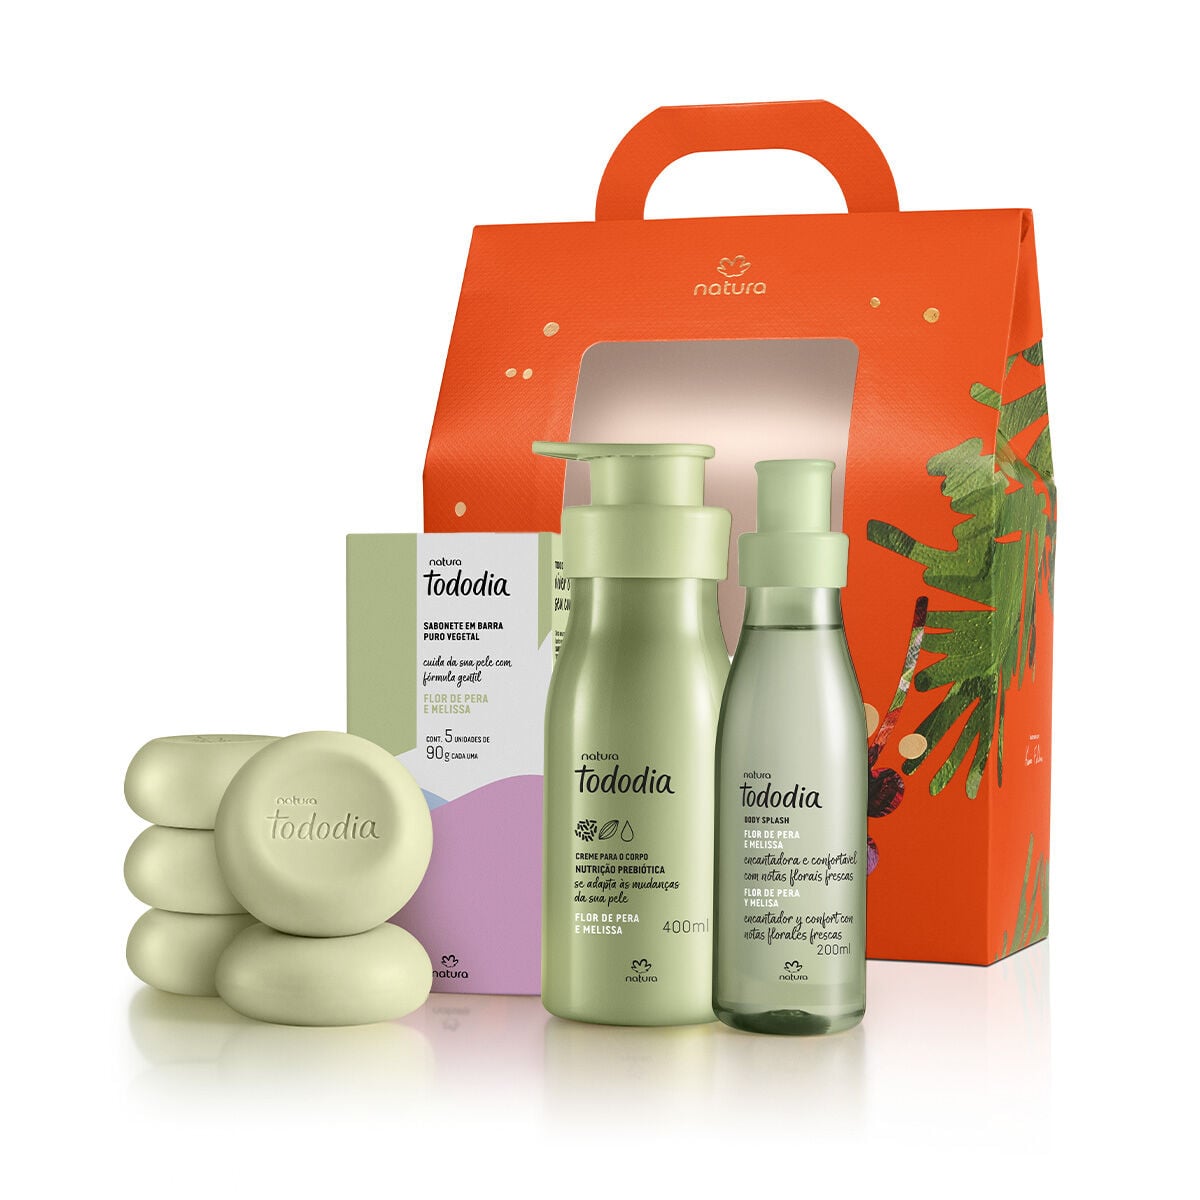 natura
natura
tododia
SABONETE EM BARRA
PURO VEGETAL
cuida da sua pele com
fórmula gentil
FLOR DE PERA
E MELISSA
CONT. 5 UNIDADES DE
90g CADA UMA
natura
natura
tododia
natura
tododia
CREME PARA O CORPO
NUTRIÇÃO PREBIÓTICA
se adapta às mudanças
da sua pele
FLOR DE PERA
E MELISSA
400ml
natura
natura
tododia
BODY SPLASH
FLOR DE PERA
E MELISSA
encantadora e confortável
com notas florais frescas
FLOR DE PERA
Y MELISA
encantador y confort con
notas florales frescas
200ml
natura